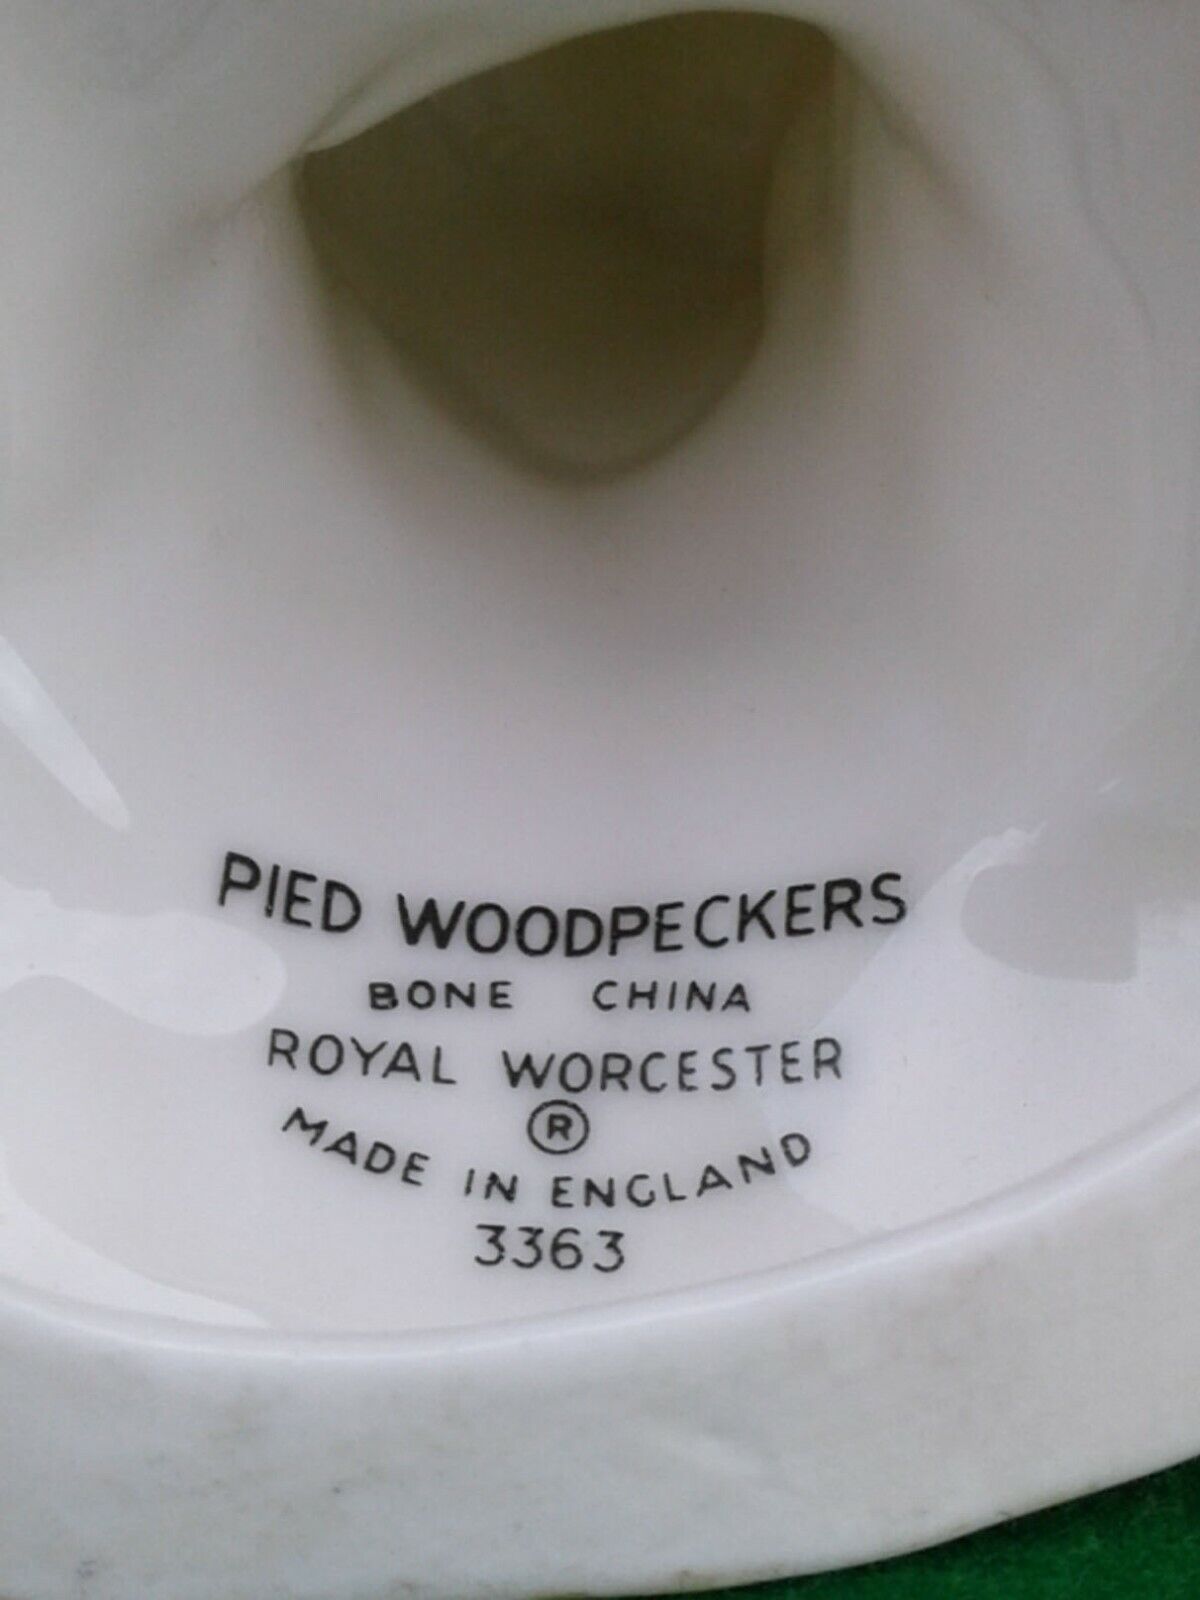 PIED WOODPECKERS
BONE CHINA
ROYAL WORCESTER
®
MADE IN ENGLAND
3363